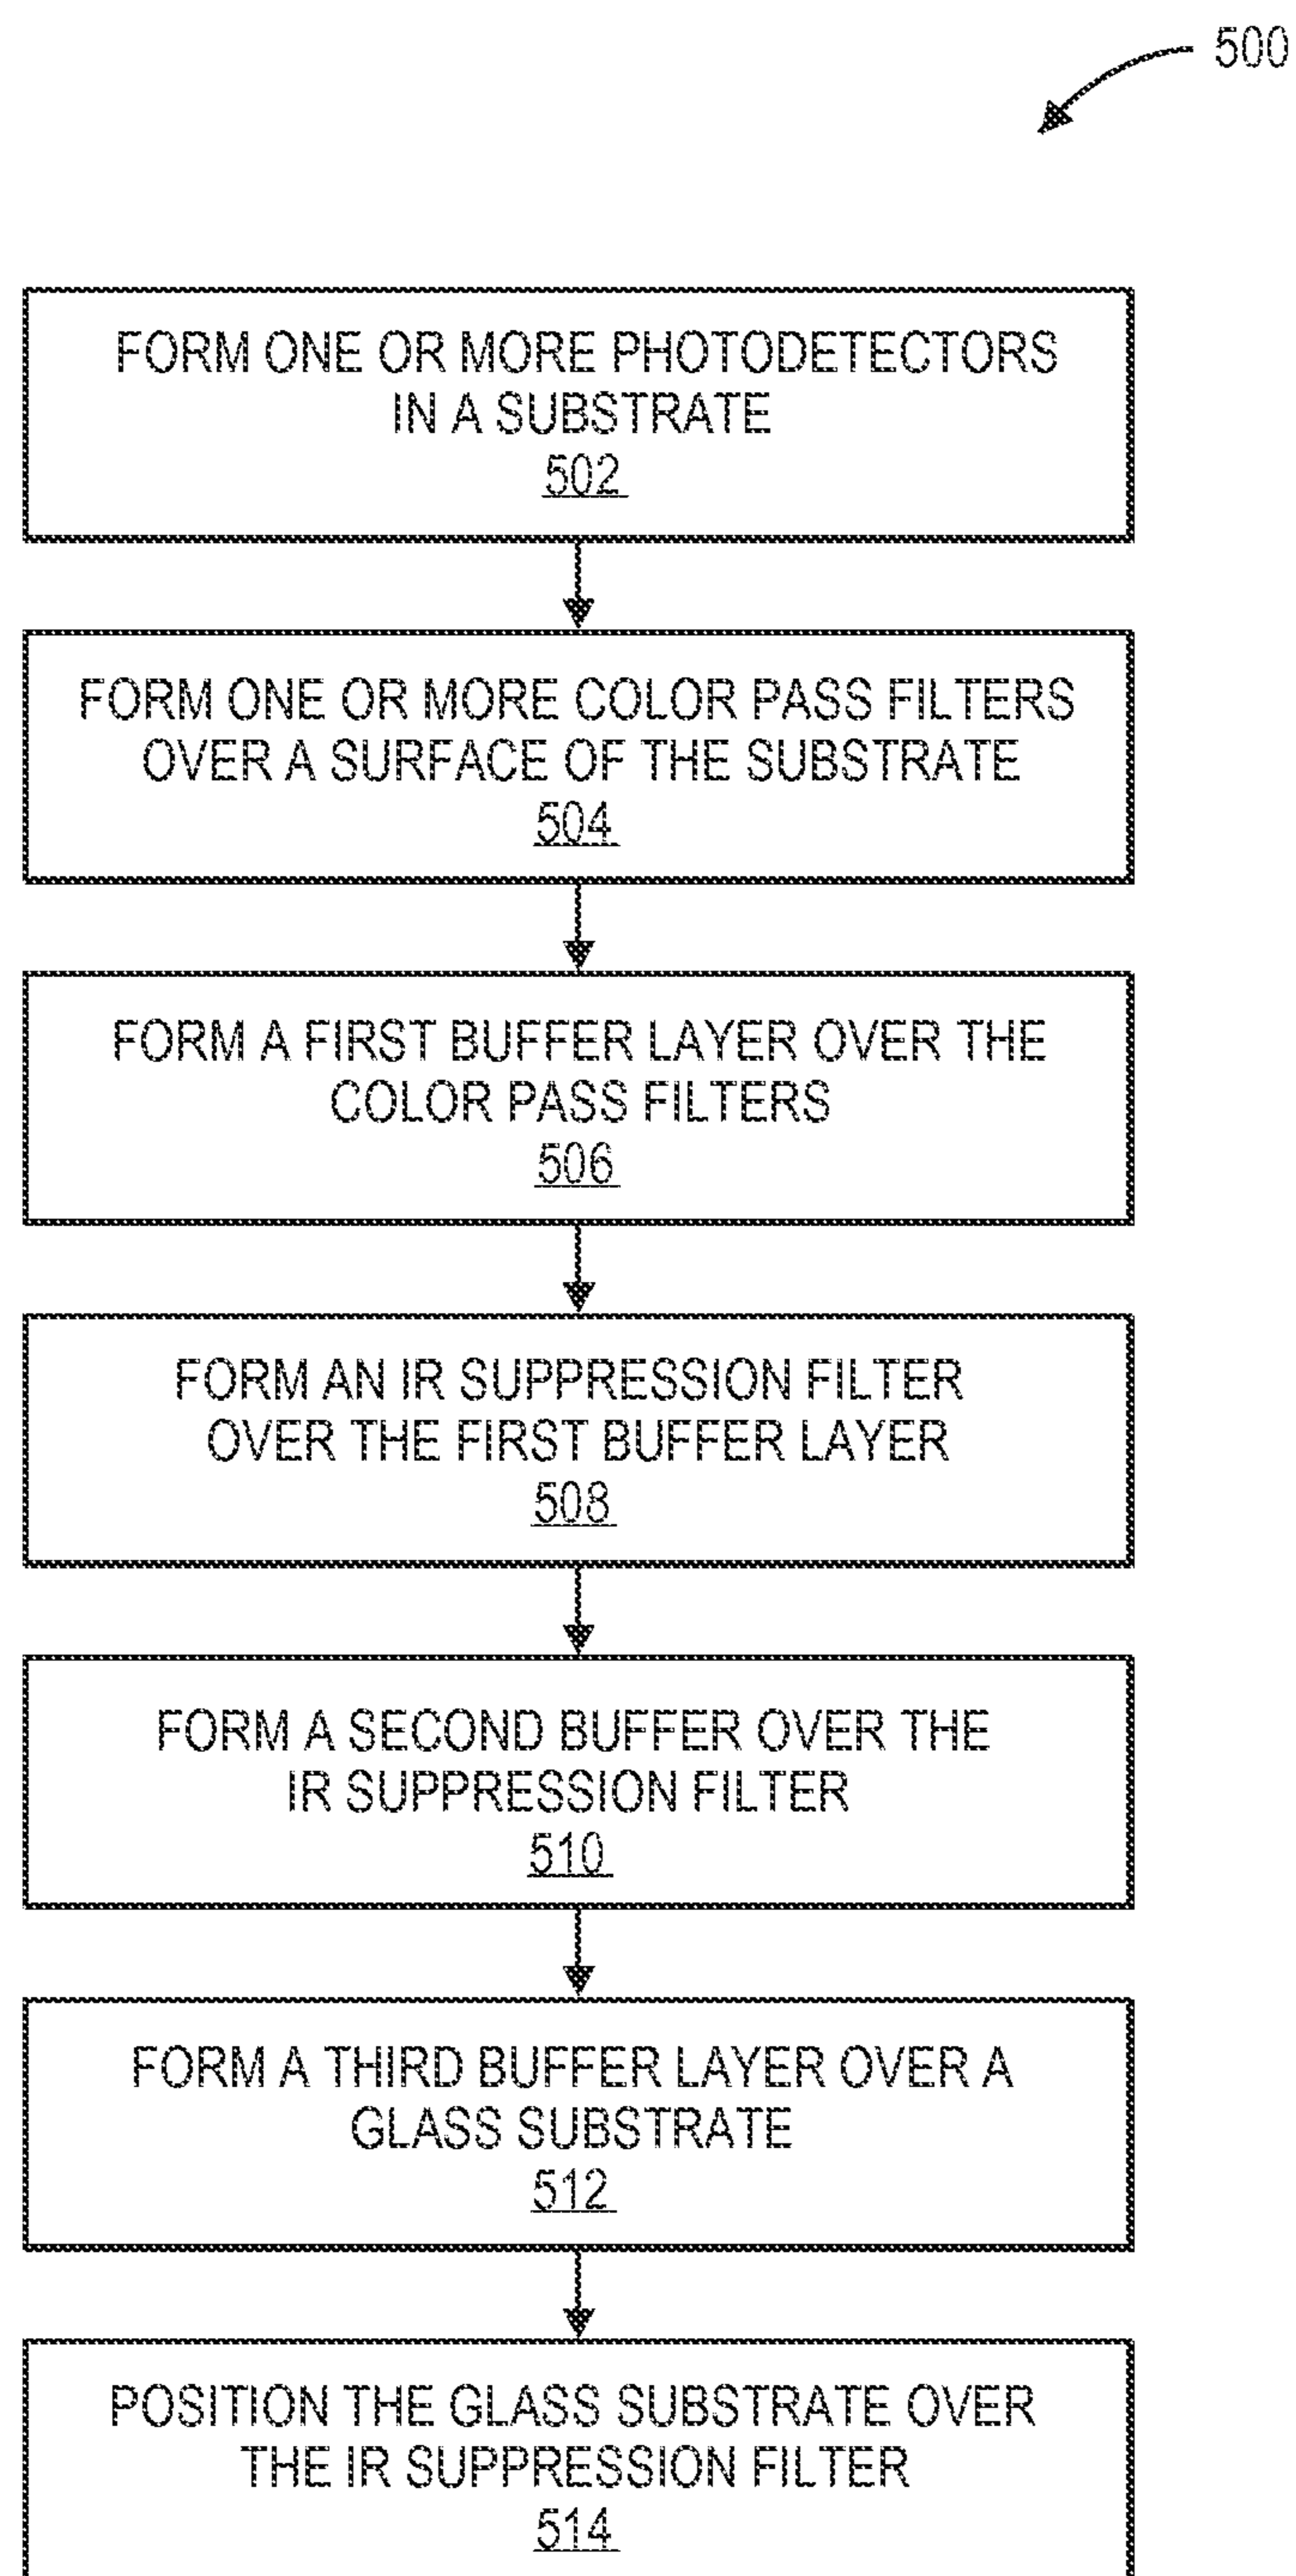 500
FORM ONE OR MORE PHOTODETECTORS
IN A SUBSTRATE
502
FORM ONE OR MORE COLOR PASS FILTERS
OVER A SURFACE OF THE SUBSTRATE
504
FORM A FIRST BUFFER LAYER OVER THE
COLOR PASS FILTERS
506
FORM AN IR SUPPRESSION FILTER
OVER THE FIRST BUFFER LAYER
508
FORM A SECOND BUFFER OVER THE
IR SUPPRESSION FILTER
510
FORM A THIRD BUFFER LAYER OVER A
GLASS SUBSTRATE
512
POSITION THE GLASS SUBSTRATE OVER
THE IR SUPPRESSION FILTER
514